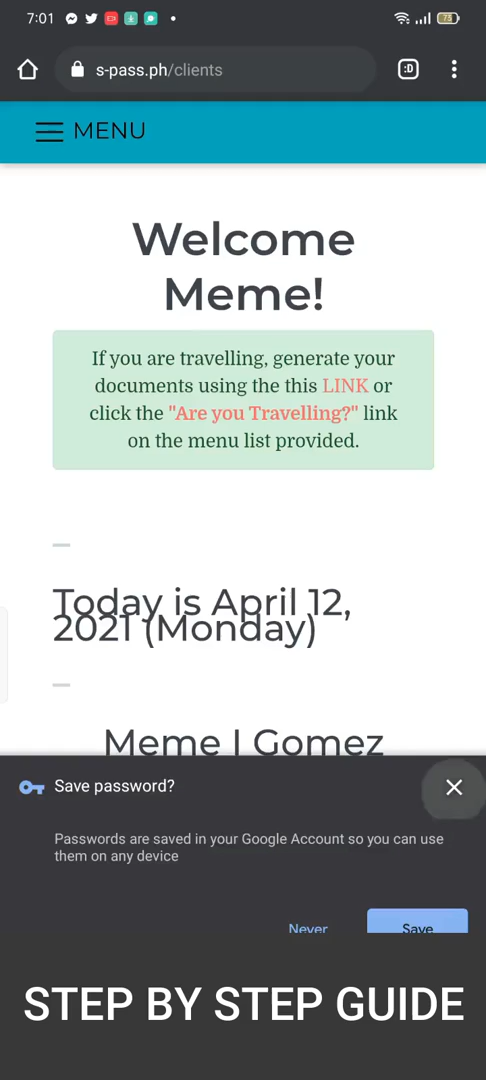 7:01
73
s-pass.ph/clients
:D
MENU
Welcome
Meme!
If you are travelling, generate your
documents using the this LINK or
click the "Are you Travelling?" link
on the menu list provided.
Today is April 12,
2021 (Monday)
Meme I Gomez
Save password?
Passwords are saved in your Google Account so you can use
them on any device
Never
Save
STEP BY STEP GUIDE